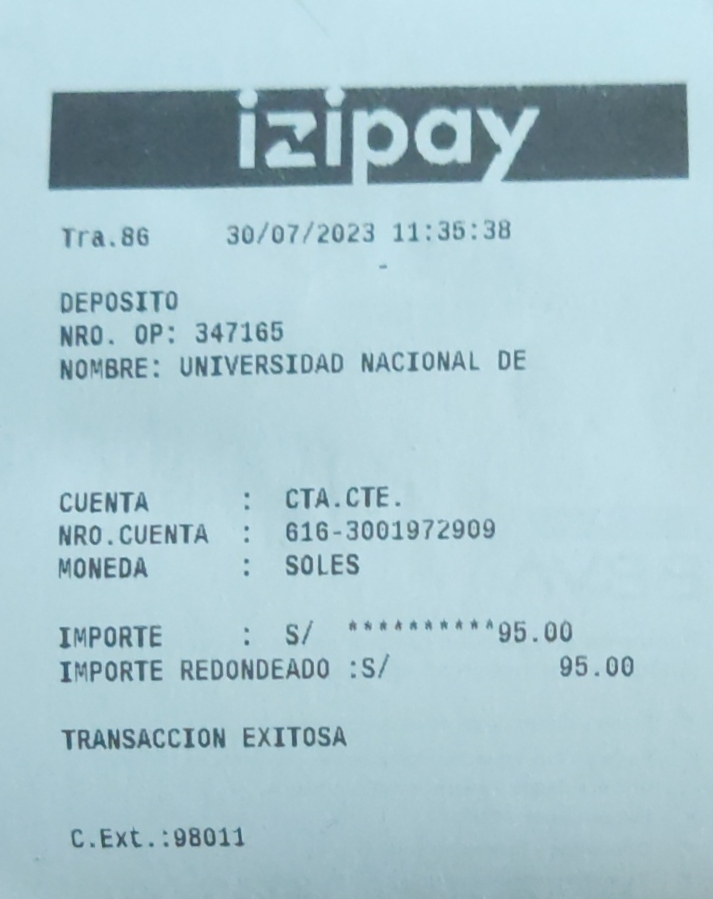 izipay
Tra.86 30/07/2023 11:35:38
-
DEPOSITO
NRO. OP: 347165
NOMBRE: UNIVERSIDAD NACIONAL DE
CUENTA : CTA.CTE.
NRO.CUENTA : 616-3001972909
MONEDA : SOLES
IMPORTE : S/ **********95.00
IMPORTE REDONDEADO :S/ 95.00
TRANSACCION EXITOSA
C.Ext.:98011